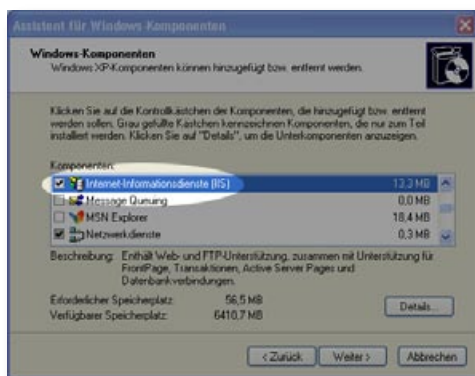 Assistent für Windows-Komponenten
Windows-Komponenten
Windows XP-Komponenten können hinzugefügt bzw. entfernt werden.
Klicken Sie auf die Kontrollkästchen der Komponenten, die hinzugefügt bzw. entfernt
werden sollen. Grau gefüllte Kästchen kennzeichnen Komponenten, die nur zum Teil
installiert werden. Klicken Sie auf "Details", um die Unterkomponenten anzuzeigen.
Komponenten:
Internet-Informationsdienste (IIS) 13,3 MB
Message Queuing 0,0 MB
MSN Explorer 18,4 MB
Netzwerkdienste 0,3 MB
Beschreibung: Enthält Web- und FTP-Unterstützung, zusammen mit Unterstützung für
FrontPage, Transaktionen, Active Server Pages und
Datenbankverbindungen.
Erforderlicher Speicherplatz: 56,5 MB
Verfügbarer Speicherplatz: 6410,7 MB
Details...
< Zurück Weiter > Abbrechen